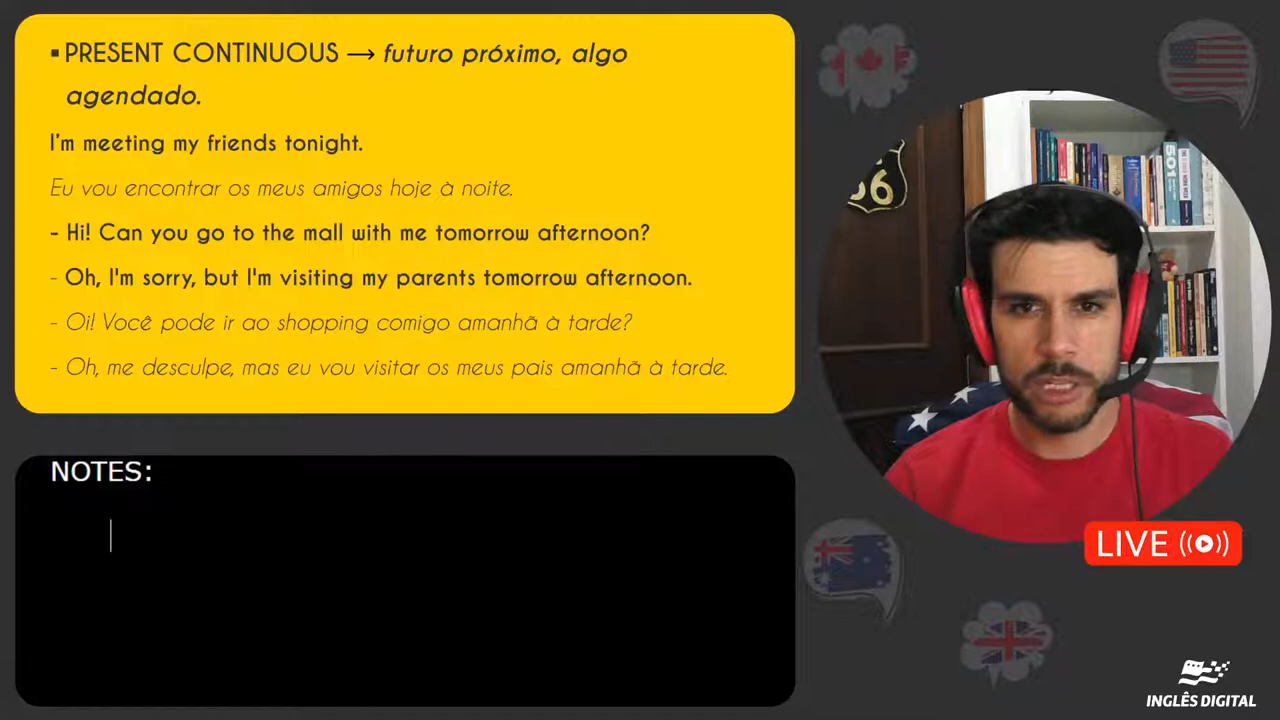 ▪ PRESENT CONTINUOUS → futuro próximo, algo
agendado.
I'm meeting my friends tonight.
Eu vou encontrar os meus amigos hoje à noite.
- Hi! Can you go to the mall with me tomorrow afternoon?
- Oh, I'm sorry, but I'm visiting my parents tomorrow afternoon.
- Oi! Você pode ir ao shopping comigo amanhã à tarde?
- Oh, me desculpe, mas eu vou visitar os meus pais amanhã à tarde.
NOTES:
66
501
LIVE
INGLÊS DIGITAL